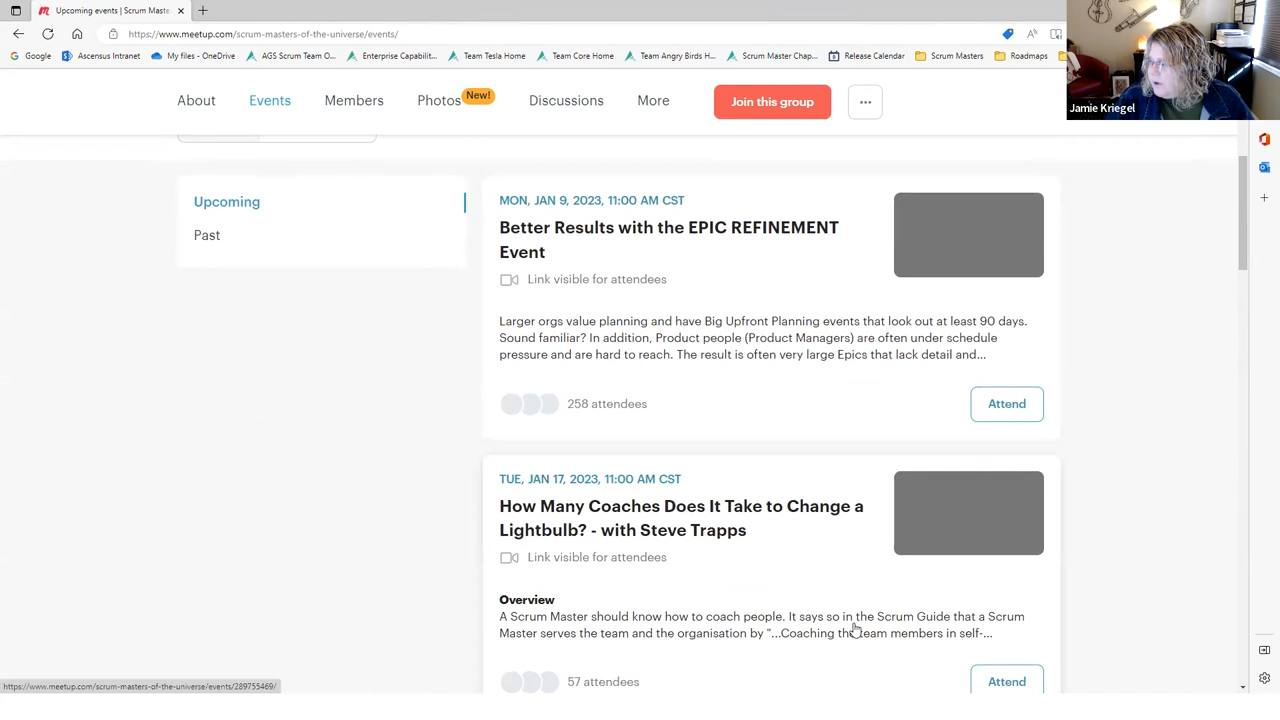 Upcoming events | Scrum Maste
https://www.meetup.com/scrum-masters-of-the-universe/events/
Google
Ascensus Intranet
My files - OneDrive
AGS Scrum Team O...
Enterprise Capabilit...
Team Tesla Home
Team Core Home
Team Angry Birds H...
Scrum Master Chap...
Release Calendar
Scrum Masters
Roadmaps
Jamie Kriegel
About
Events
Members
Photos
New!
Discussions
More
Join this group
Upcoming
Past
MON, JAN 9, 2023, 11:00 AM CST
Better Results with the EPIC REFINEMENT
Event
Link visible for attendees
Larger orgs value planning and have Big Upfront Planning events that look out at least 90 days.
Sound familiar? In addition, Product people (Product Managers) are often under schedule
pressure and are hard to reach. The result is often very large Epics that lack detail and...
258 attendees
Attend
TUE, JAN 17, 2023, 11:00 AM CST
How Many Coaches Does It Take to Change a
Lightbulb? - with Steve Trapps
Link visible for attendees
Overview
A Scrum Master should know how to coach people. It says so in the Scrum Guide that a Scrum
Master serves the team and the organisation by "...Coaching the team members in self-...
57 attendees
Attend
https://www.meetup.com/scrum-masters-of-the-universe/events/289755469/